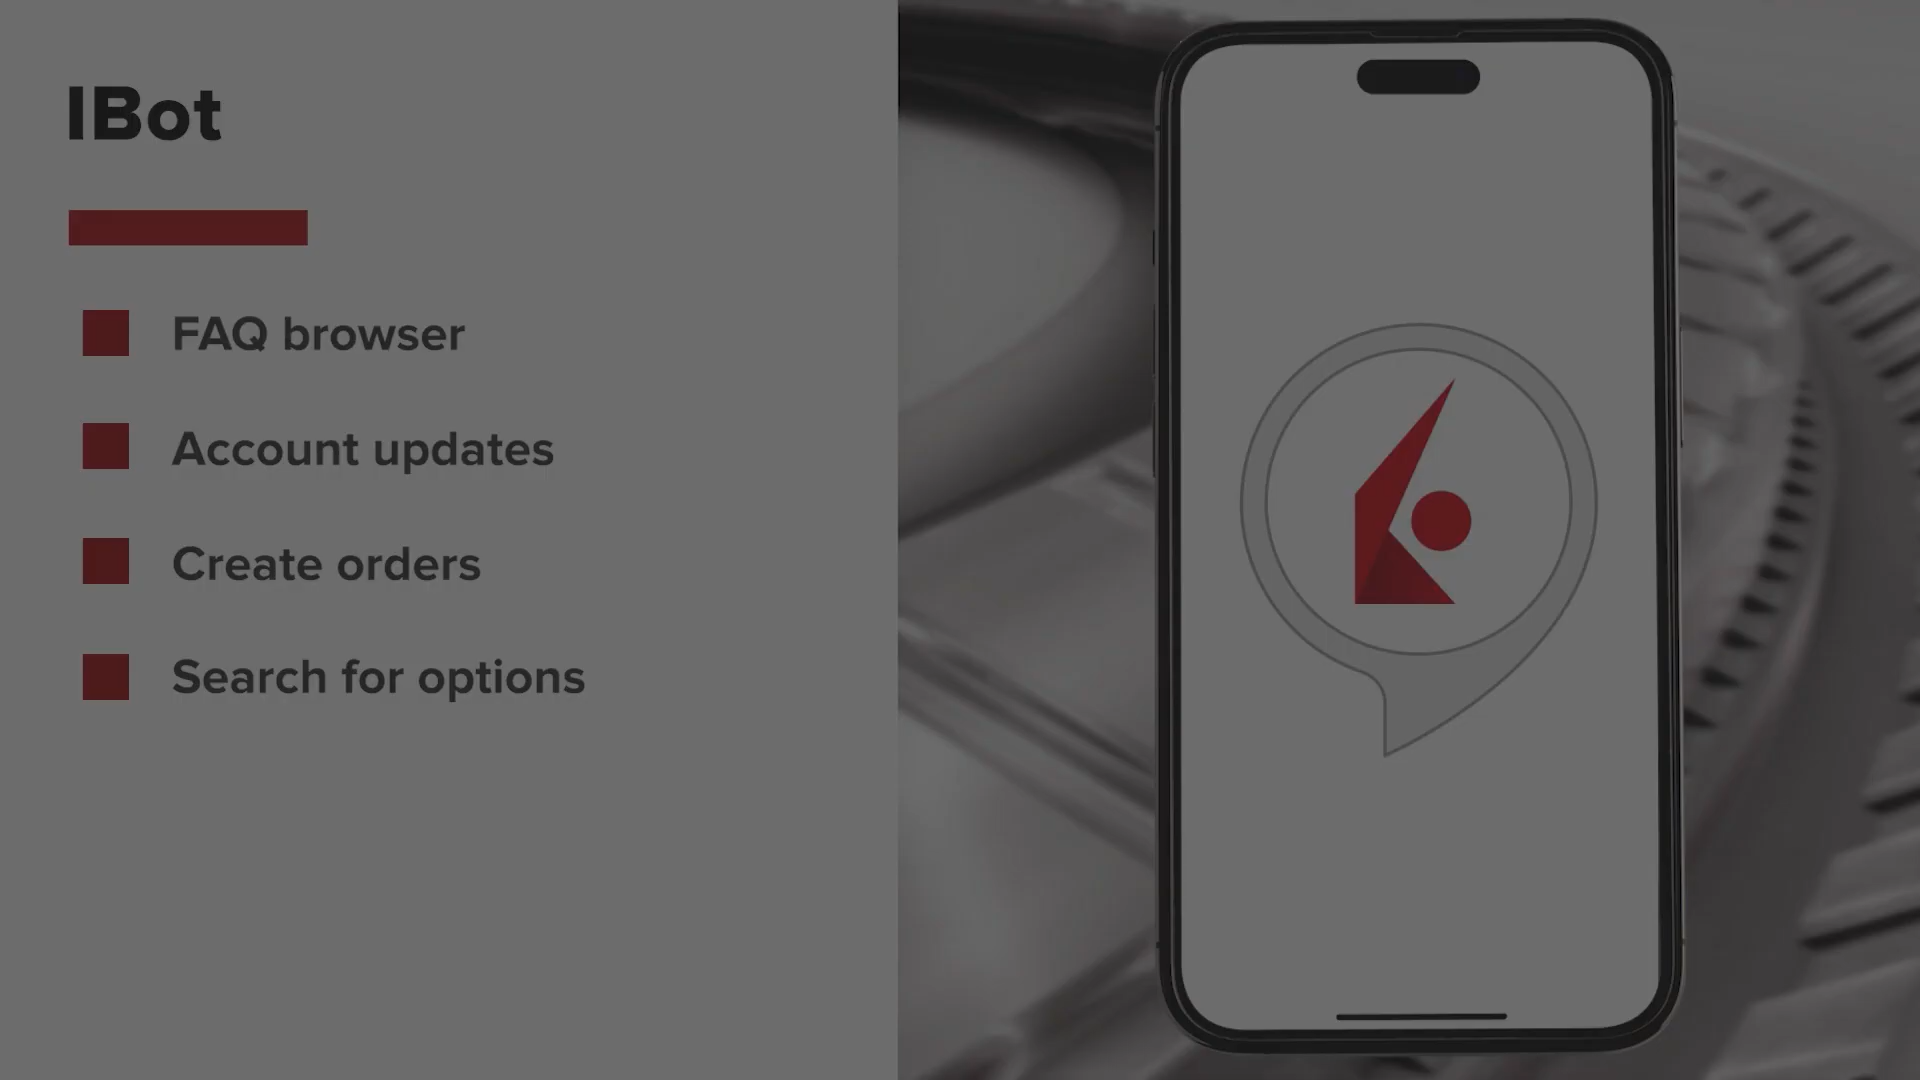 IBot
FAQ browser
Account updates
Create orders
Search for options